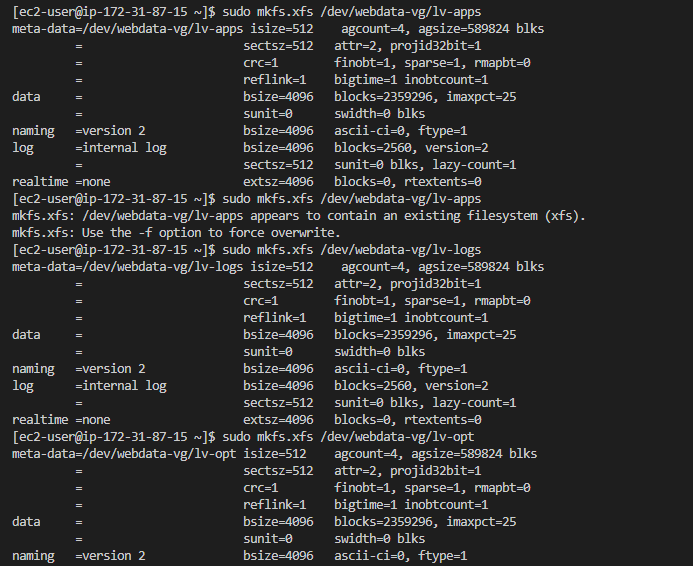 [ec2-user@ip-172-31-87-15 ~]$ sudo mkfs.xfs /dev/webdata-vg/lv-apps
meta-data=/dev/webdata-vg/lv-apps isize=512    agcount=4, agsize=589824 blks
         =                       sectsz=512   attr=2, projid32bit=1
         =                       crc=1        finobt=1, sparse=1, rmapbt=0
         =                       reflink=1    bigtime=1 inobtcount=1
data     =                       bsize=4096   blocks=2359296, imaxpct=25
         =                       sunit=0      swidth=0 blks
naming   =version 2              bsize=4096   ascii-ci=0, ftype=1
log      =internal log           bsize=4096   blocks=2560, version=2
         =                       sectsz=512   sunit=0 blks, lazy-count=1
realtime =none                   extsz=4096   blocks=0, rtextents=0
[ec2-user@ip-172-31-87-15 ~]$ sudo mkfs.xfs /dev/webdata-vg/lv-apps
mkfs.xfs: /dev/webdata-vg/lv-apps appears to contain an existing filesystem (xfs).
mkfs.xfs: Use the -f option to force overwrite.
[ec2-user@ip-172-31-87-15 ~]$ sudo mkfs.xfs /dev/webdata-vg/lv-logs
meta-data=/dev/webdata-vg/lv-logs isize=512    agcount=4, agsize=589824 blks
         =                       sectsz=512   attr=2, projid32bit=1
         =                       crc=1        finobt=1, sparse=1, rmapbt=0
         =                       reflink=1    bigtime=1 inobtcount=1
data     =                       bsize=4096   blocks=2359296, imaxpct=25
         =                       sunit=0      swidth=0 blks
naming   =version 2              bsize=4096   ascii-ci=0, ftype=1
log      =internal log           bsize=4096   blocks=2560, version=2
         =                       sectsz=512   sunit=0 blks, lazy-count=1
realtime =none                   extsz=4096   blocks=0, rtextents=0
[ec2-user@ip-172-31-87-15 ~]$ sudo mkfs.xfs /dev/webdata-vg/lv-opt
meta-data=/dev/webdata-vg/lv-opt isize=512    agcount=4, agsize=589824 blks
         =                       sectsz=512   attr=2, projid32bit=1
         =                       crc=1        finobt=1, sparse=1, rmapbt=0
         =                       reflink=1    bigtime=1 inobtcount=1
data     =                       bsize=4096   blocks=2359296, imaxpct=25
         =                       sunit=0      swidth=0 blks
naming   =version 2              bsize=4096   ascii-ci=0, ftype=1